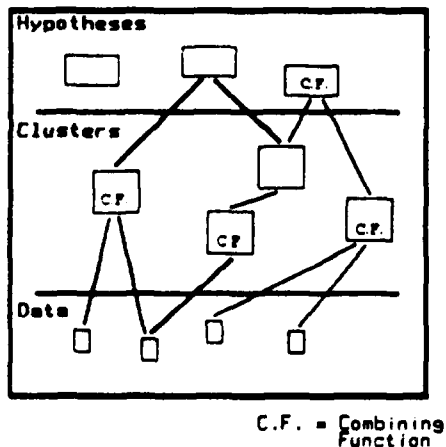 Hypotheses
C.F.
Clusters
C.F.
C.F
C.F.
Data
C.F. = Combining
Function